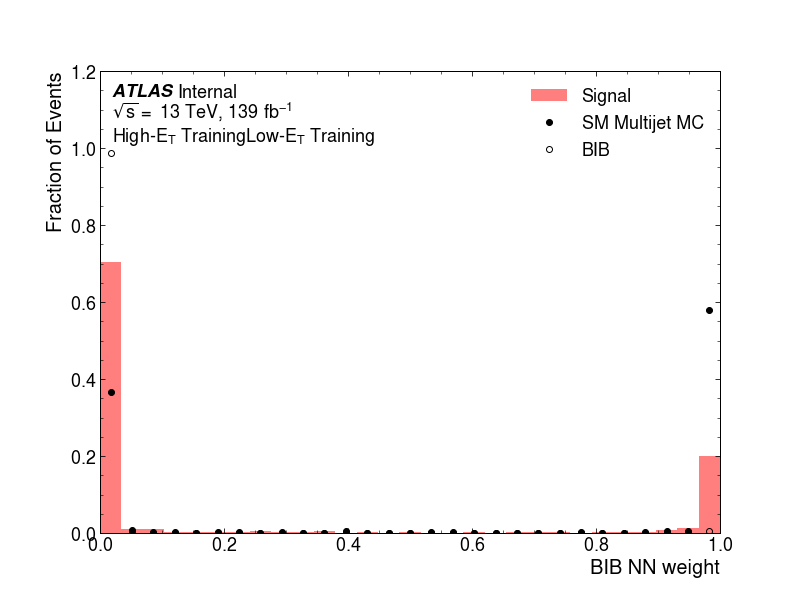 1.2
1.0
0.8
0.6
0.4
0.2
0.0
Fraction of Events
ATLAS Internal
√s = 13 TeV, 139 fb⁻¹
High-E_T TrainingLow-E_T Training
Signal
SM Multijet MC
BIB
0.0 0.2 0.4 0.6 0.8 1.0
BIB NN weight